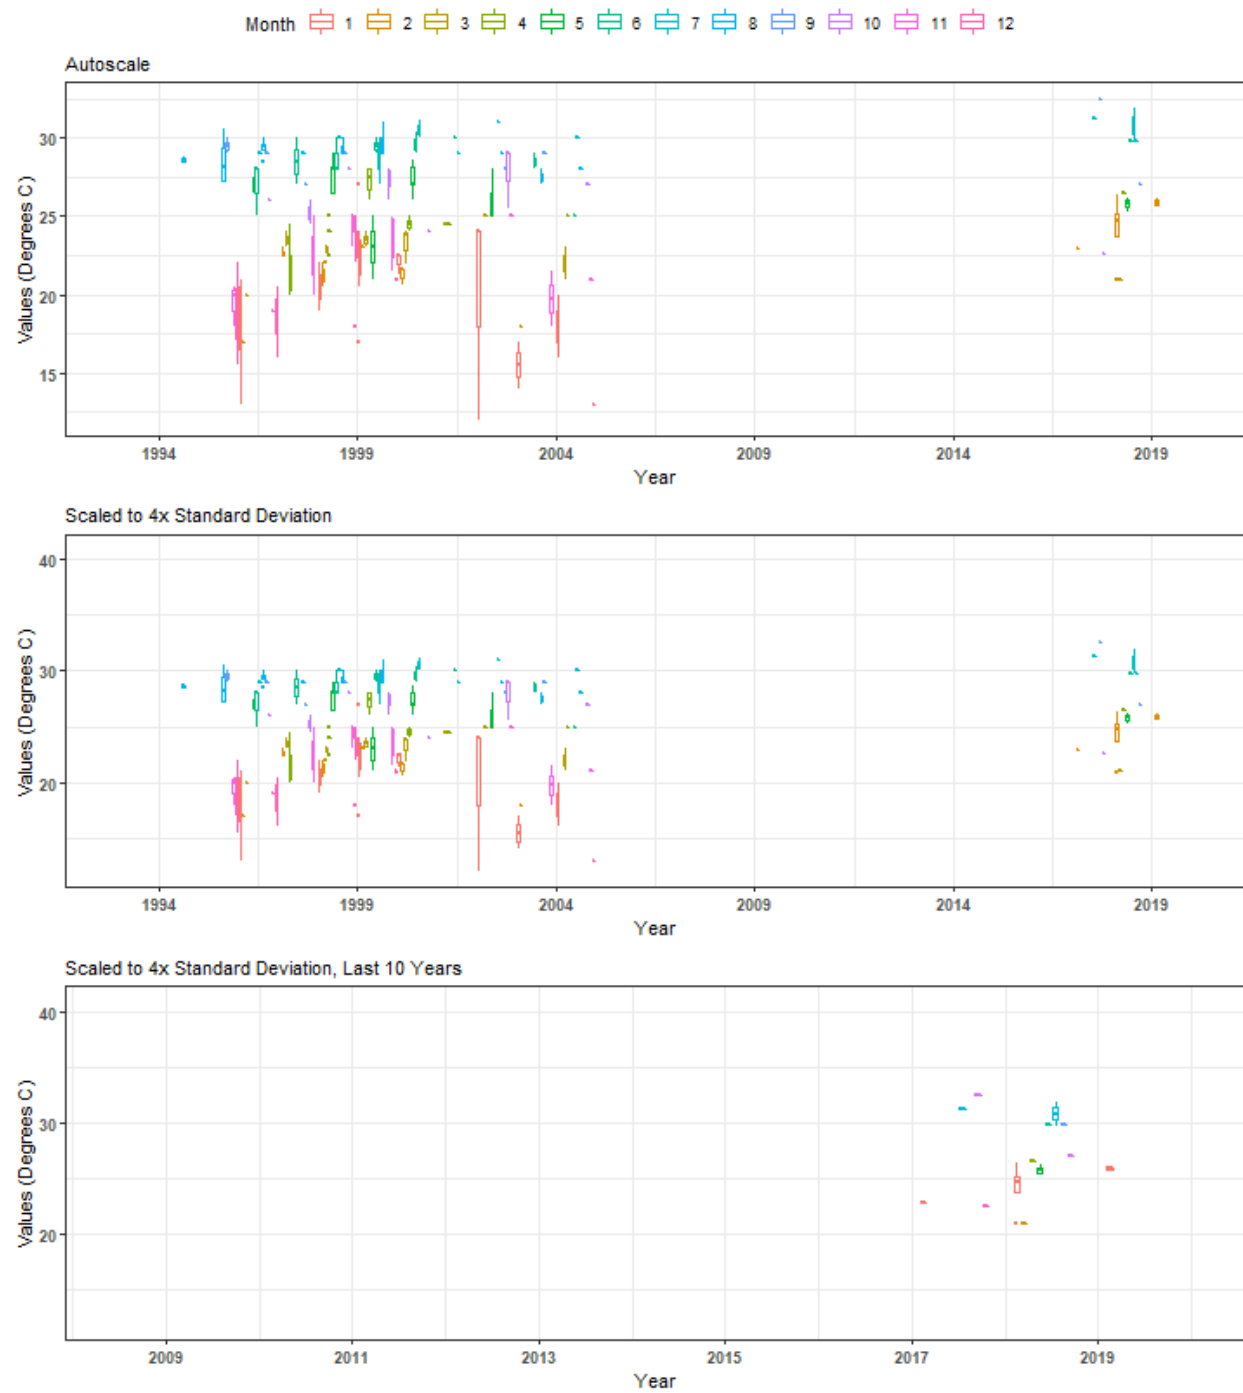 Month 1 2 3 4 5 6 7 8 9 10 11 12
Autoscale
Values (Degrees C)
30
25
20
15
1994 1999 2004 2009 2014 2019
Year
Scaled to 4x Standard Deviation
Values (Degrees C)
40
30
20
1994 1999 2004 2009 2014 2019
Year
Scaled to 4x Standard Deviation, Last 10 Years
Values (Degrees C)
40
30
20
2009 2011 2013 2015 2017 2019
Year